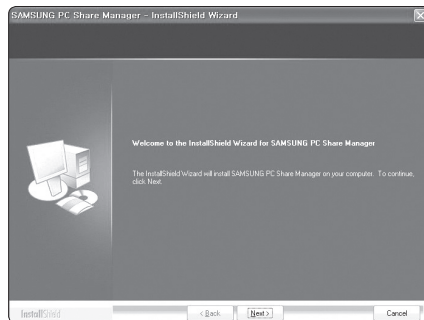 SAMSUNG PC Share Manager - InstallShield Wizard
Welcome to the InstallShield Wizard for SAMSUNG PC Share Manager
The InstallShield Wizard will install SAMSUNG PC Share Manager on your computer. To continue,
click Next.
InstallShield
< Back
Next >
Cancel